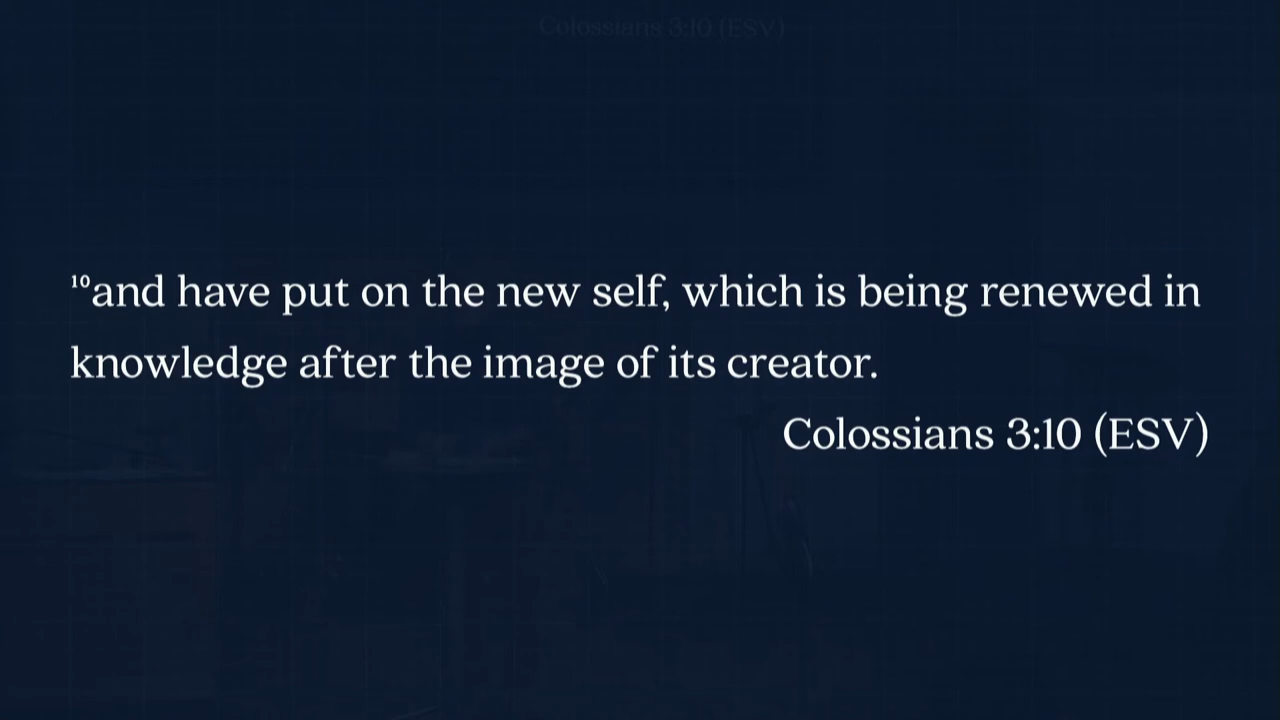 Colossians 3:10 (ESV)
¹⁰and have put on the new self, which is being renewed in
knowledge after the image of its creator.
Colossians 3:10 (ESV)